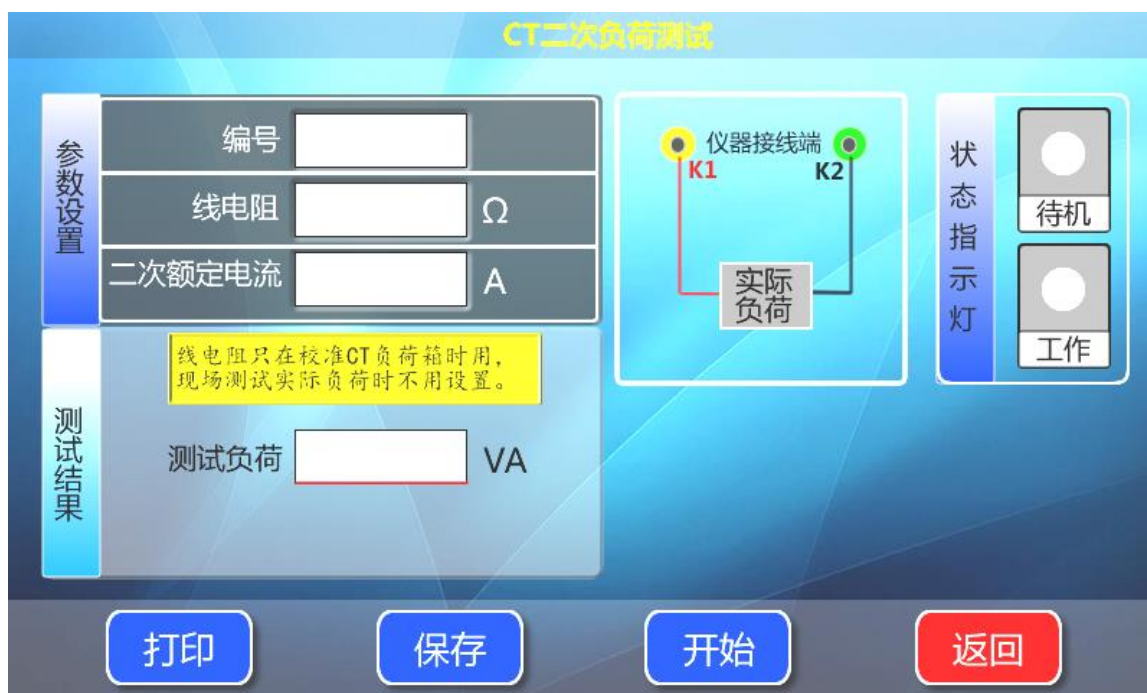 CT二次负荷测试
参数设置
编号
线电阻
Ω
二次额定电流
A
仪器接线端
K1
K2
实际
负荷
状态指示灯
待机
工作
测试结果
线电阻只在校准CT负荷箱时用，
现场测试实际负荷时不用设置。
测试负荷
VA
打印
保存
开始
返回